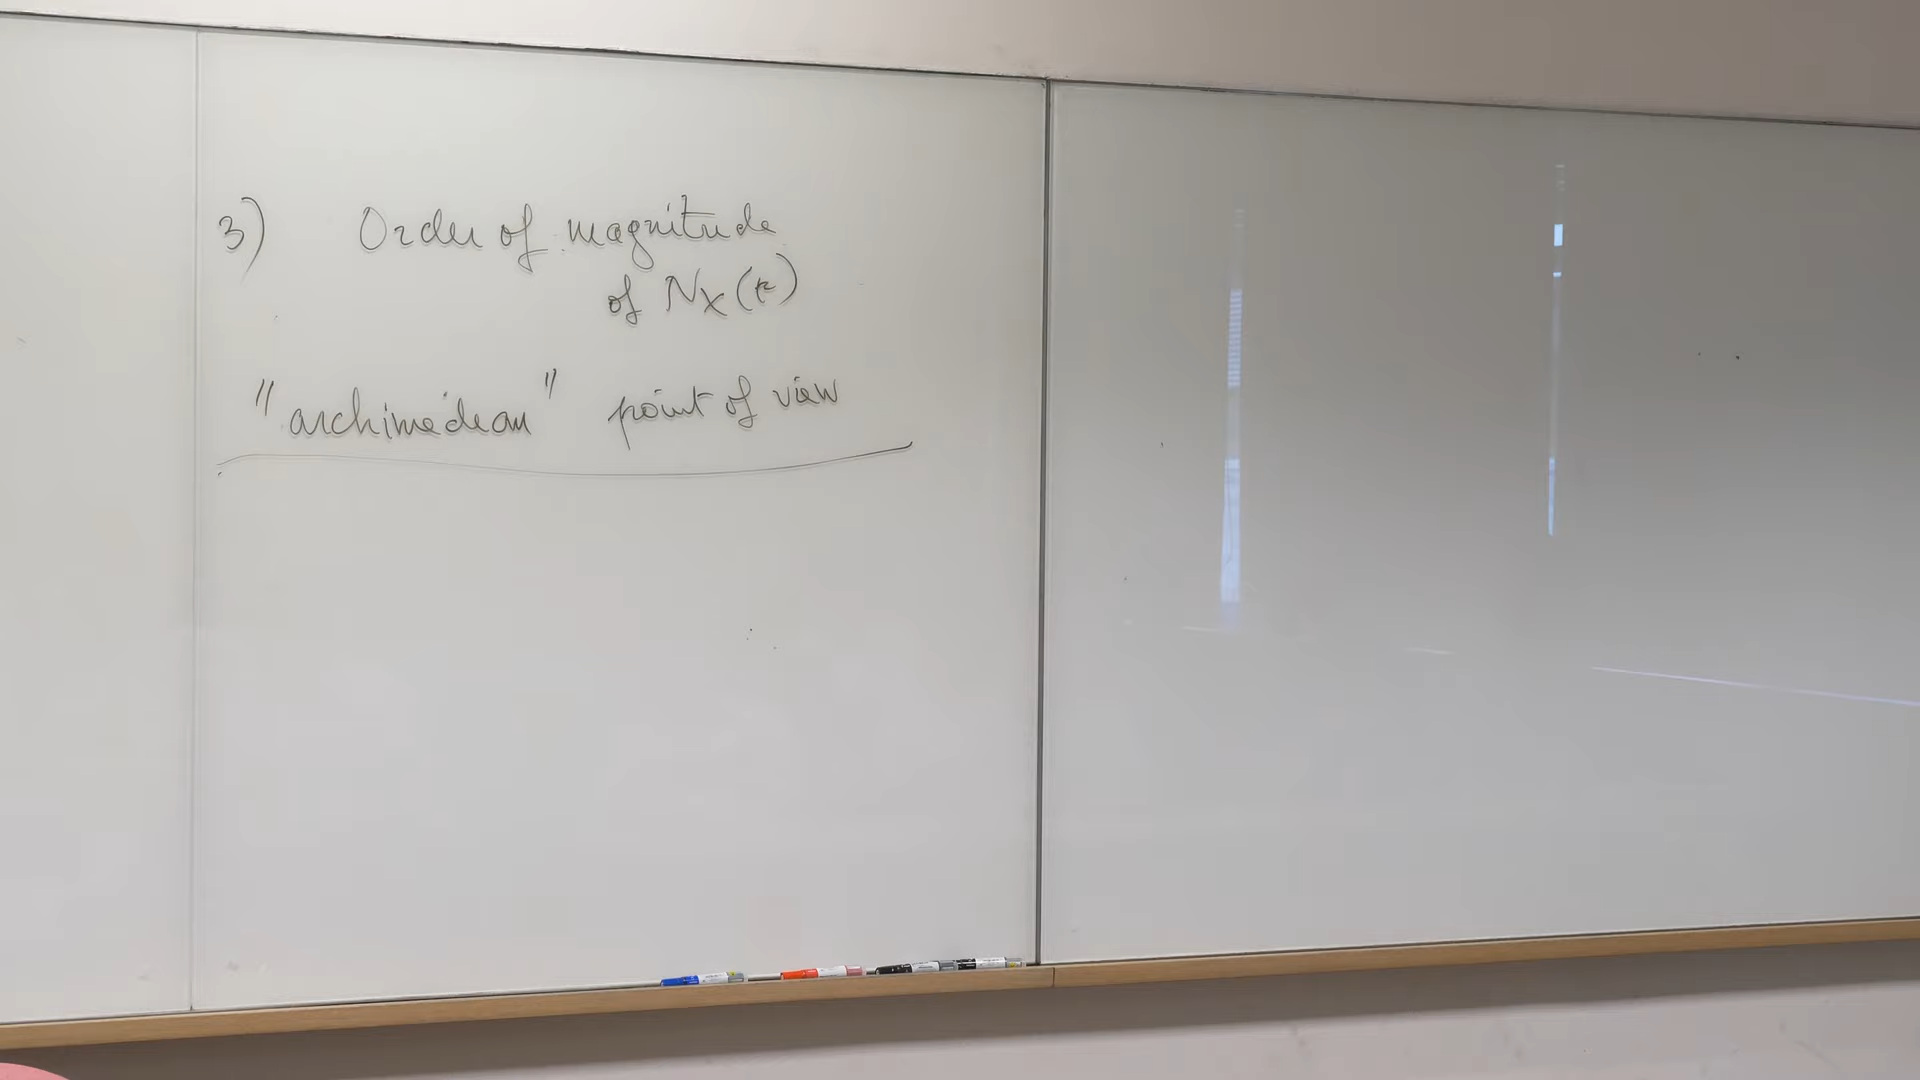 3) Order of magnitude
of N_X(t)
"archimedean" point of view